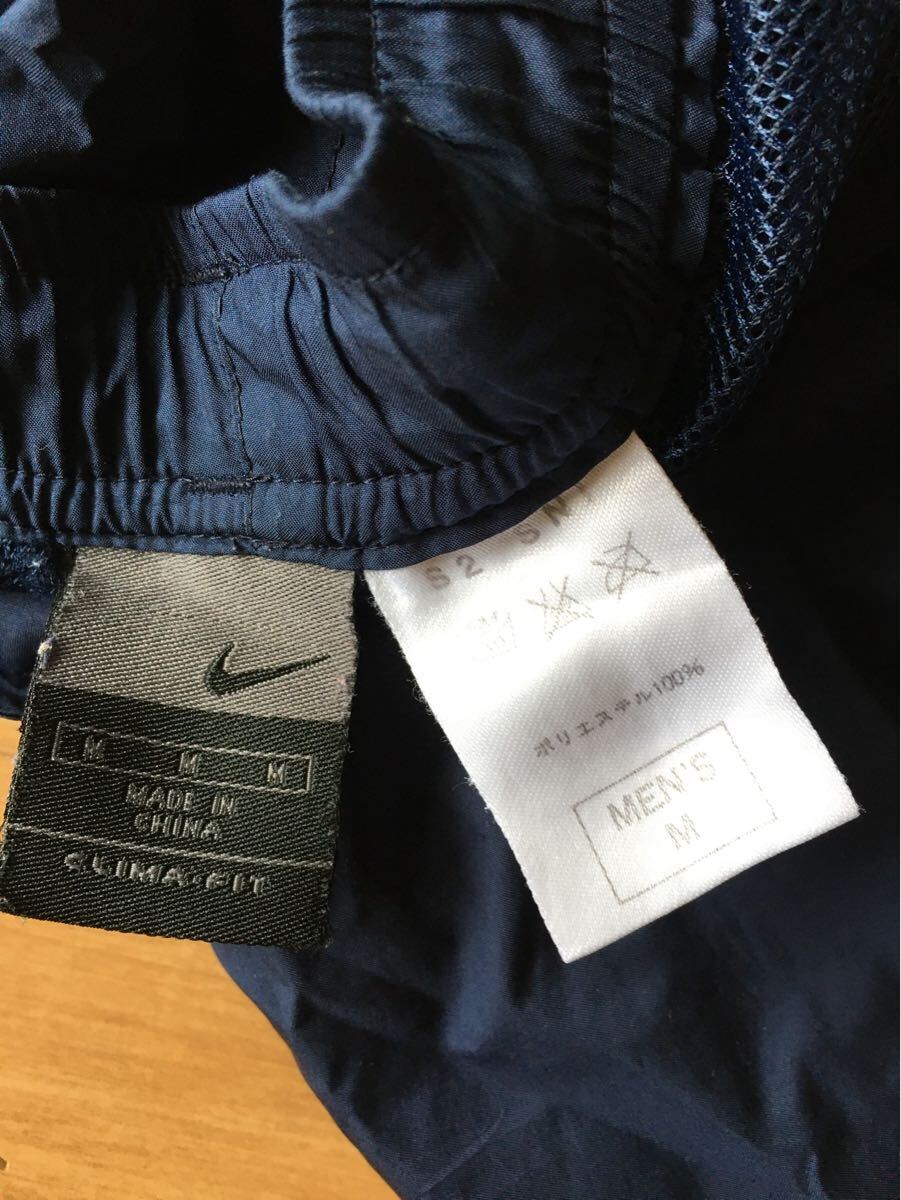 M M M
MADE IN
CHINA
CLIMA-FIT
S2 SN
ポリエステル100%
MEN'S
M